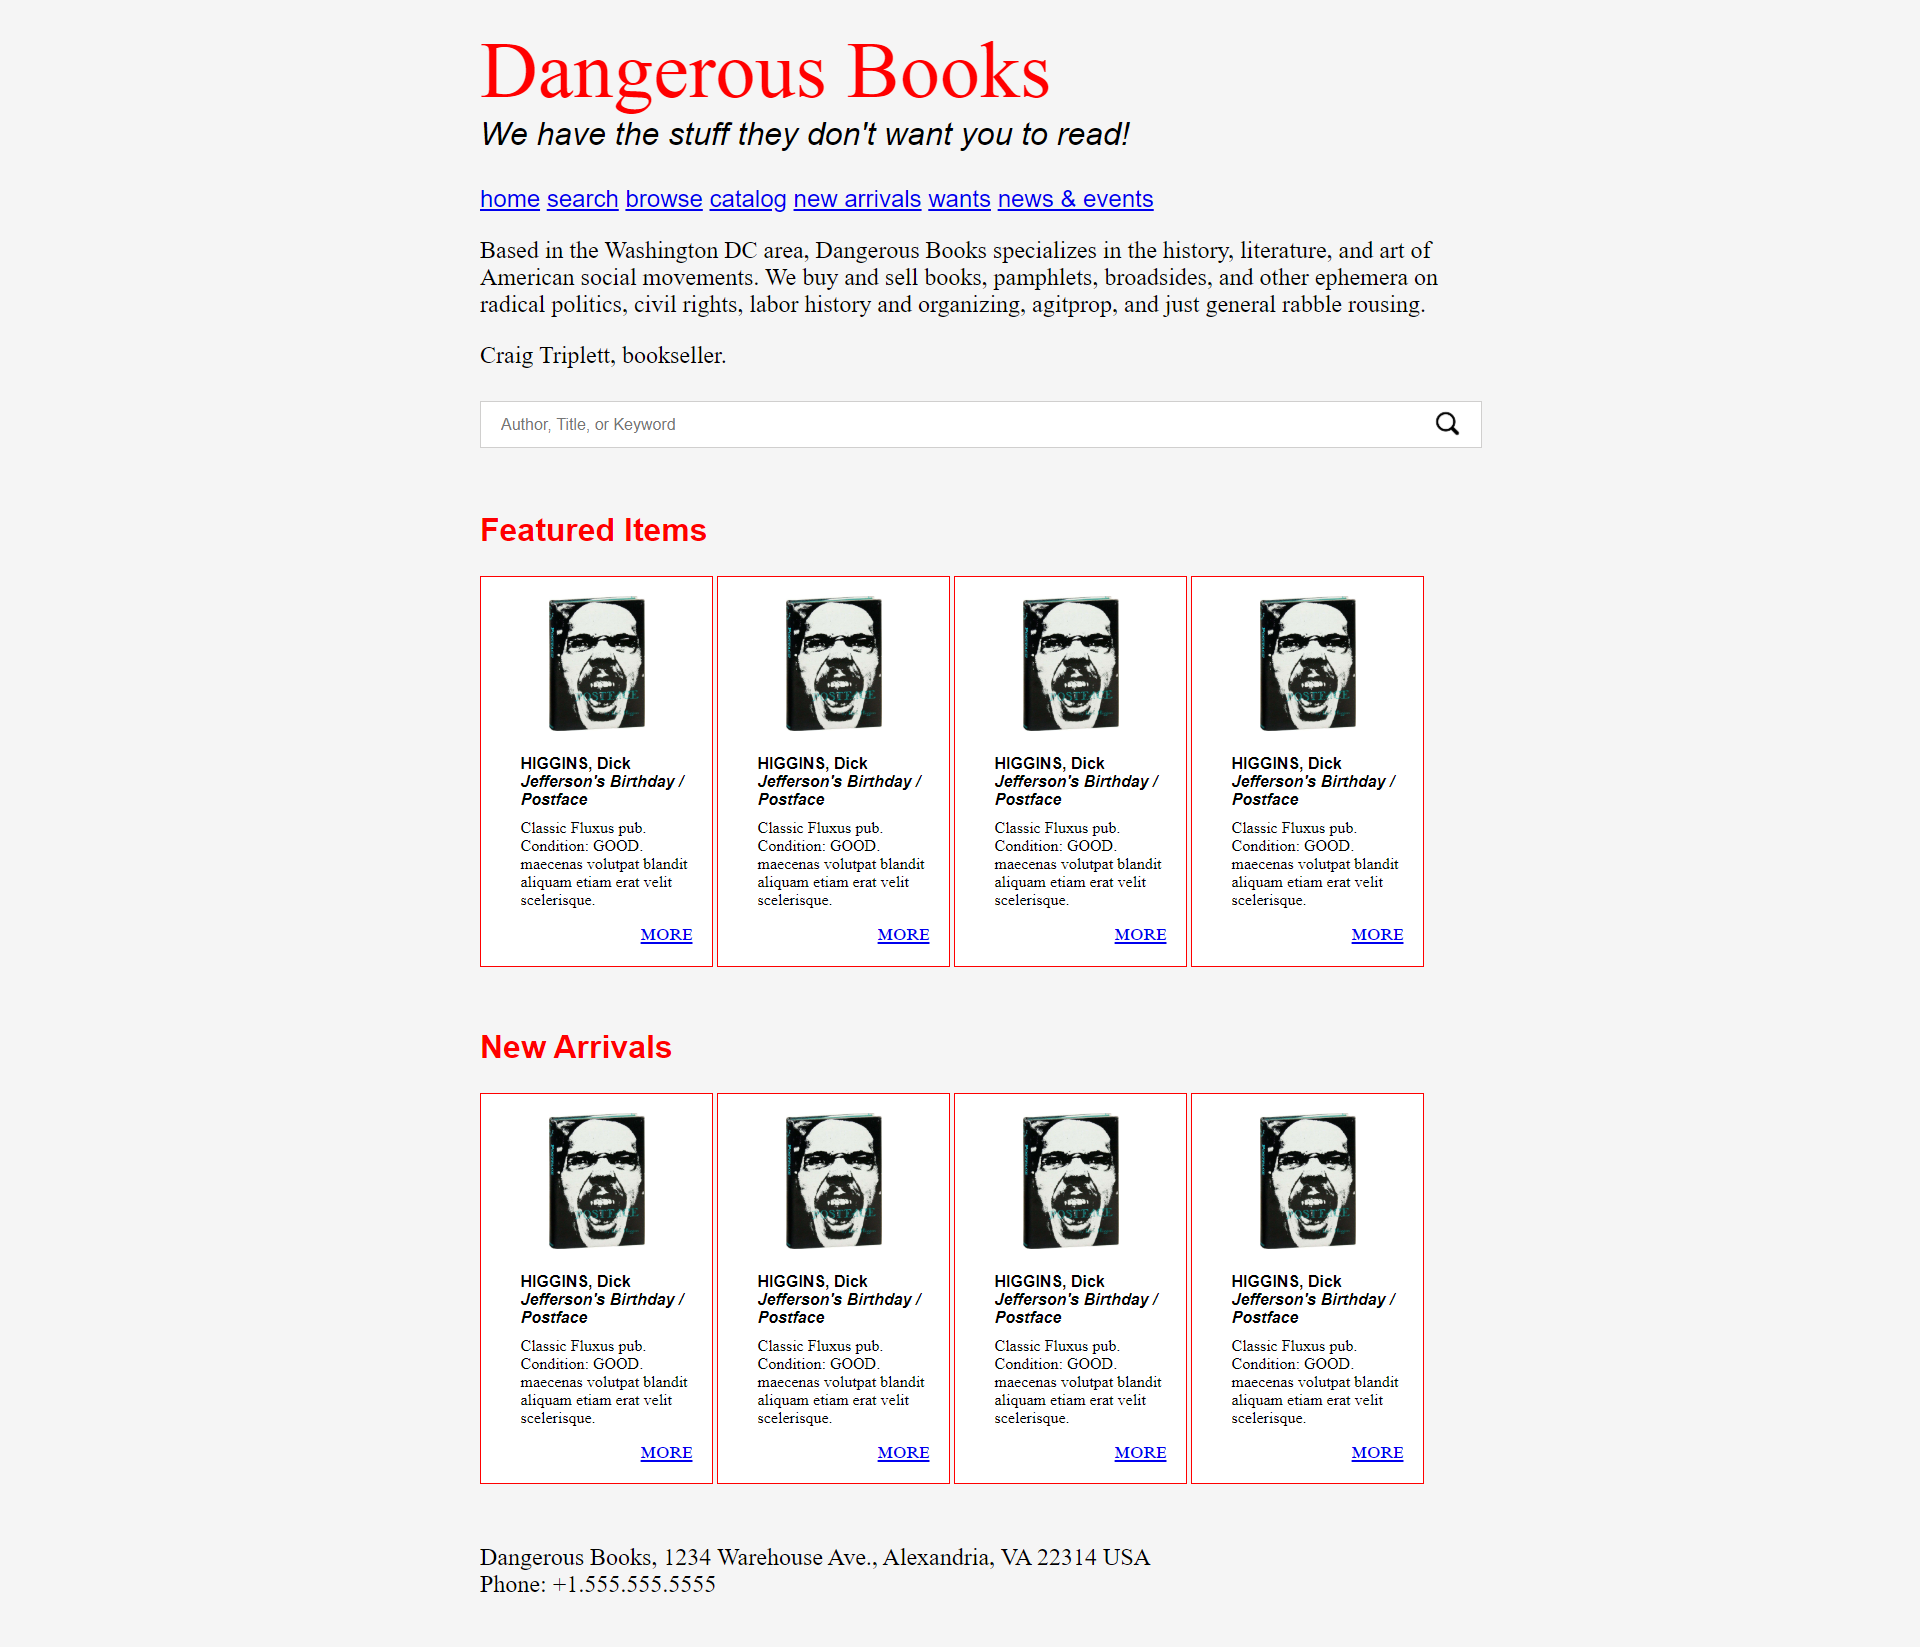 Dangerous Books
We have the stuff they don't want you to read!
home search browse catalog new arrivals wants news & events
Based in the Washington DC area, Dangerous Books specializes in the history, literature, and art of
American social movements. We buy and sell books, pamphlets, broadsides, and other ephemera on
radical politics, civil rights, labor history and organizing, agitprop, and just general rabble rousing.
Craig Triplett, bookseller.
Author, Title, or Keyword
Featured Items
POSTFACE
HIGGINS, Dick
Jefferson's Birthday /
Postface
Classic Fluxus pub.
Condition: GOOD.
maecenas volutpat blandit
aliquam etiam erat velit
scelerisque.
MORE
POSTFACE
HIGGINS, Dick
Jefferson's Birthday /
Postface
Classic Fluxus pub.
Condition: GOOD.
maecenas volutpat blandit
aliquam etiam erat velit
scelerisque.
MORE
POSTFACE
HIGGINS, Dick
Jefferson's Birthday /
Postface
Classic Fluxus pub.
Condition: GOOD.
maecenas volutpat blandit
aliquam etiam erat velit
scelerisque.
MORE
POSTFACE
HIGGINS, Dick
Jefferson's Birthday /
Postface
Classic Fluxus pub.
Condition: GOOD.
maecenas volutpat blandit
aliquam etiam erat velit
scelerisque.
MORE
New Arrivals
POSTFACE
HIGGINS, Dick
Jefferson's Birthday /
Postface
Classic Fluxus pub.
Condition: GOOD.
maecenas volutpat blandit
aliquam etiam erat velit
scelerisque.
MORE
POSTFACE
HIGGINS, Dick
Jefferson's Birthday /
Postface
Classic Fluxus pub.
Condition: GOOD.
maecenas volutpat blandit
aliquam etiam erat velit
scelerisque.
MORE
POSTFACE
HIGGINS, Dick
Jefferson's Birthday /
Postface
Classic Fluxus pub.
Condition: GOOD.
maecenas volutpat blandit
aliquam etiam erat velit
scelerisque.
MORE
POSTFACE
HIGGINS, Dick
Jefferson's Birthday /
Postface
Classic Fluxus pub.
Condition: GOOD.
maecenas volutpat blandit
aliquam etiam erat velit
scelerisque.
MORE
Dangerous Books, 1234 Warehouse Ave., Alexandria, VA 22314 USA
Phone: +1.555.555.5555